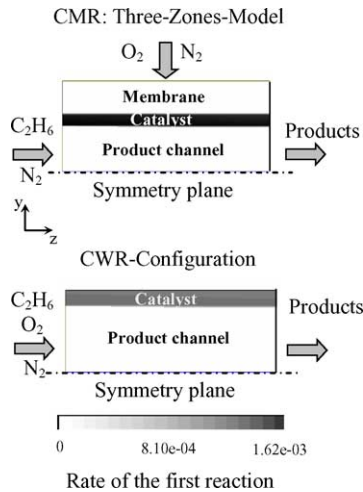 CMR: Three-Zones-Model
O2 N2
Membrane
Catalyst
C2H6
Product channel
Products
N2
Symmetry plane
y
z
CWR-Configuration
C2H6
Catalyst
Products
O2
Product channel
N2
Symmetry plane
0 8.10e-04 1.62e-03
Rate of the first reaction